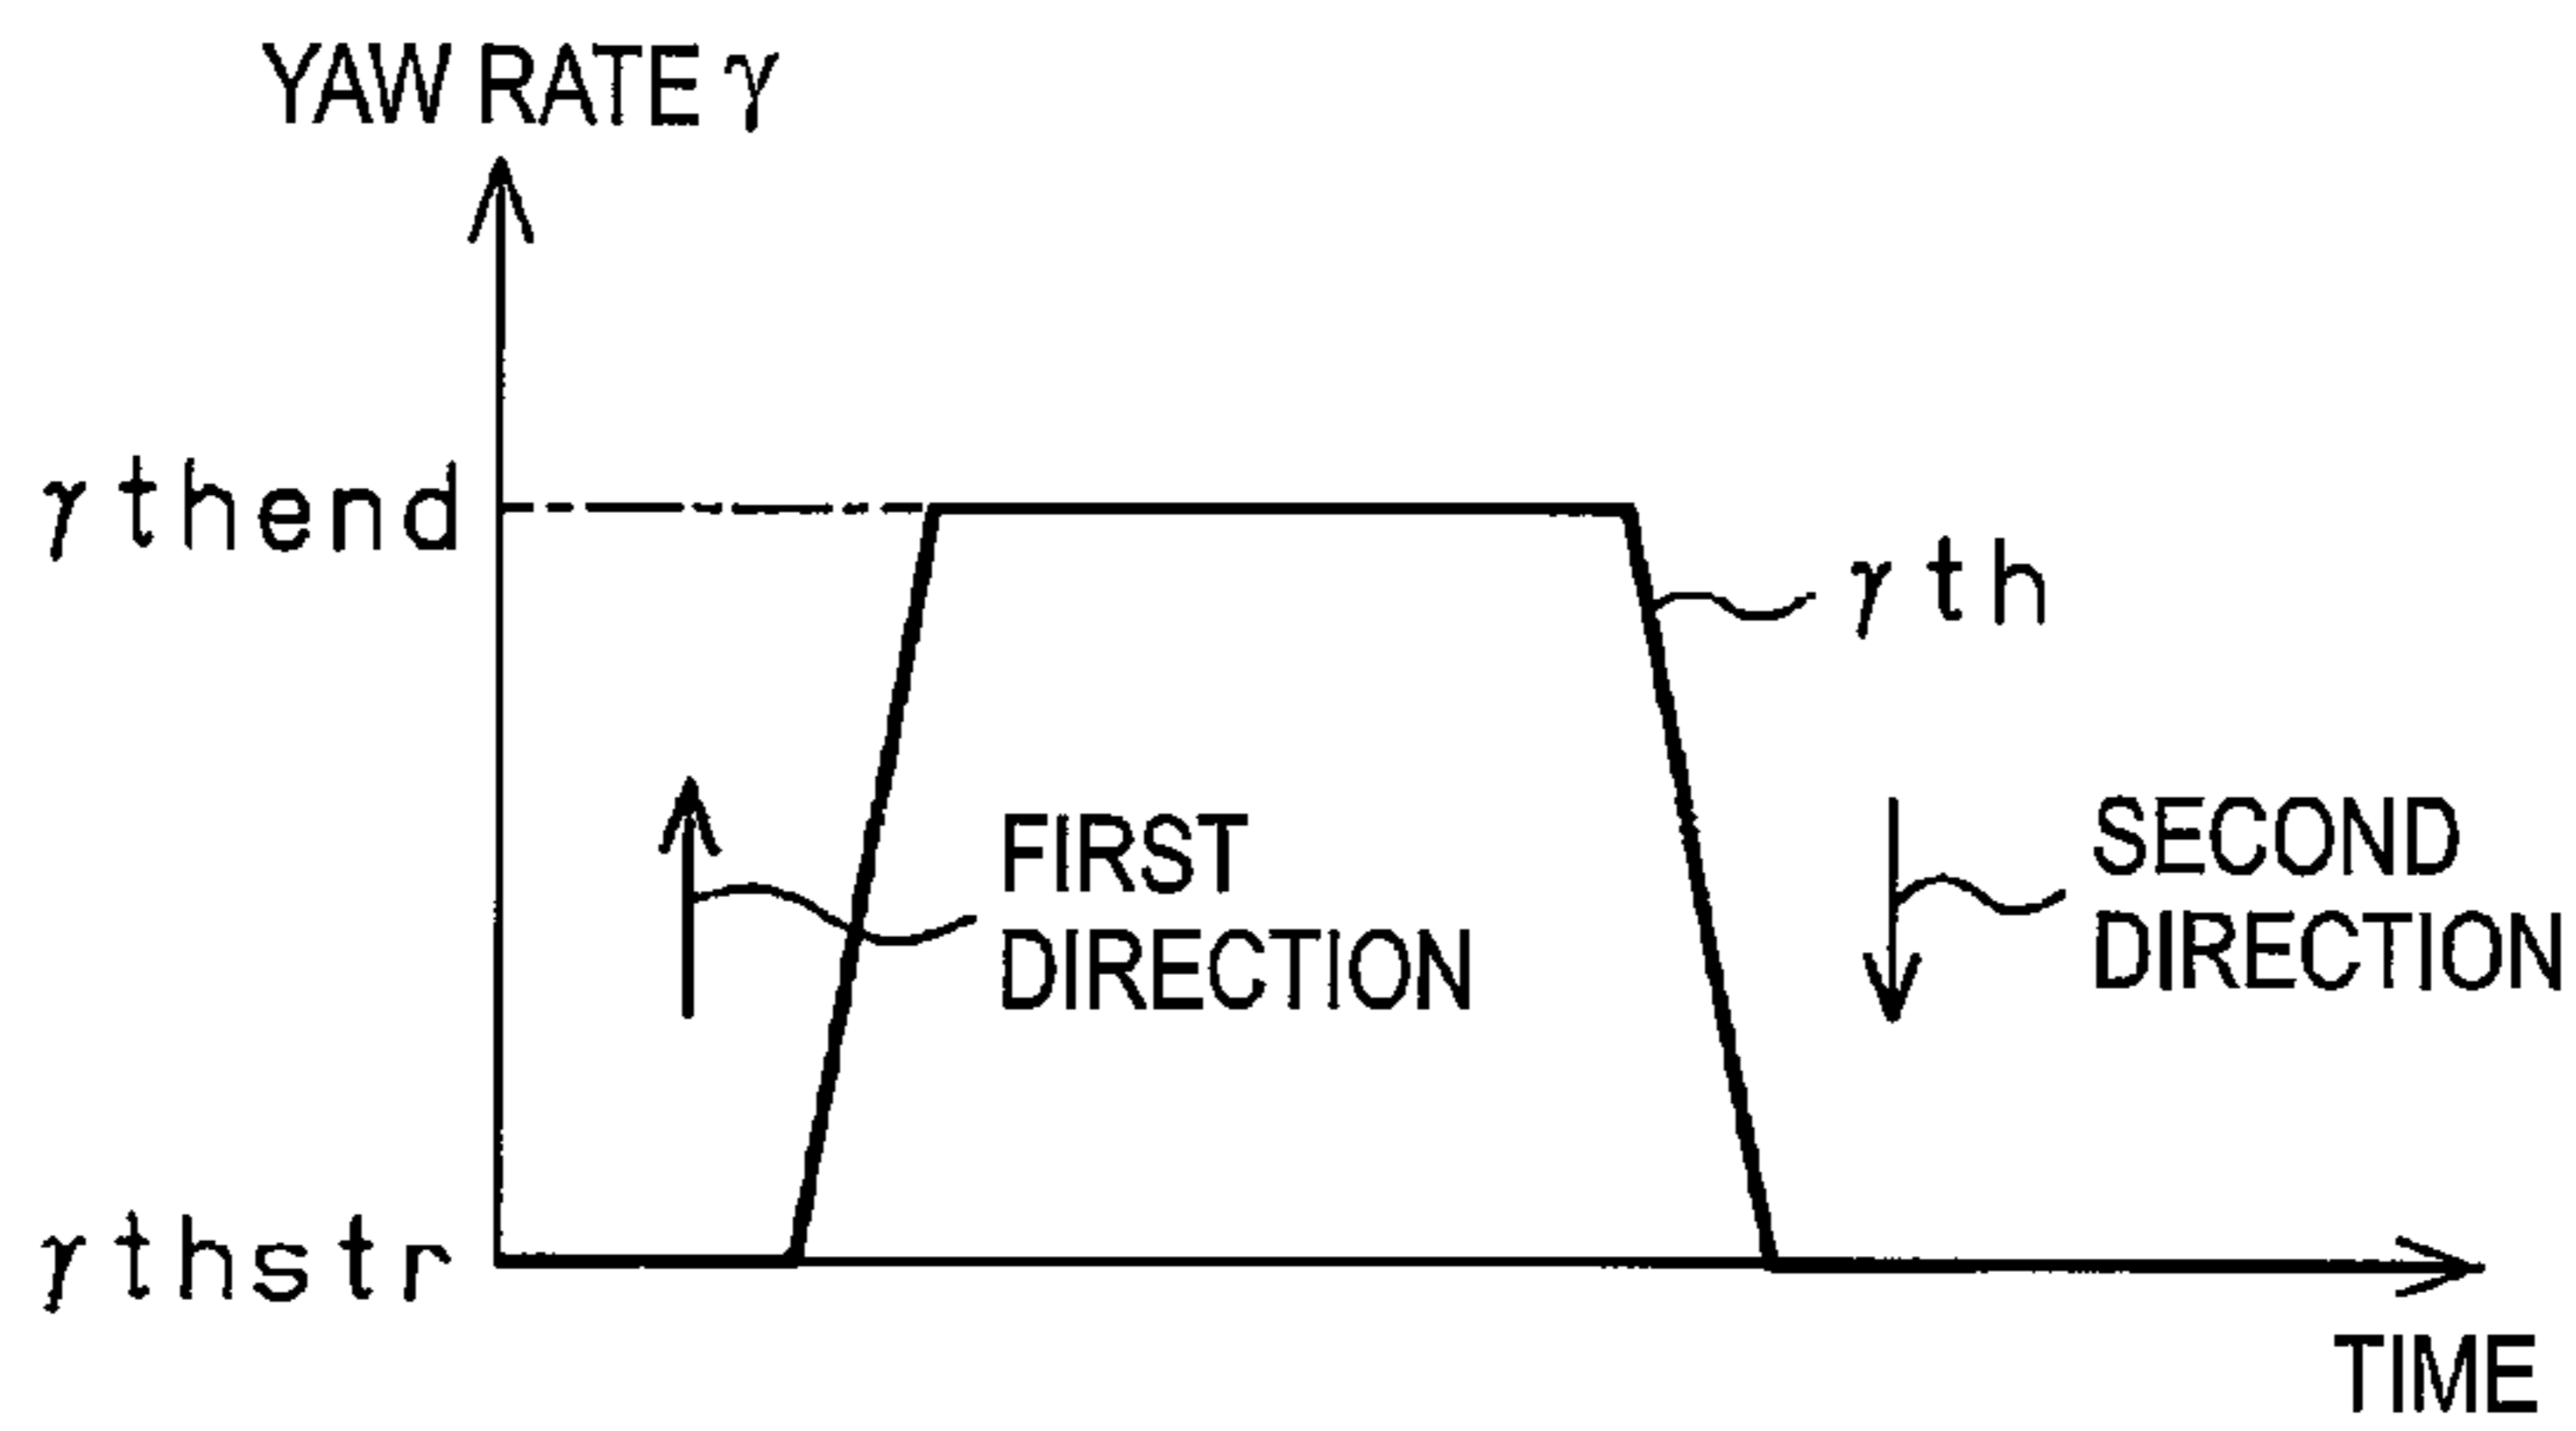 YAW RATE γ
γthend
γth
FIRST
DIRECTION
SECOND
DIRECTION
γthstr
TIME